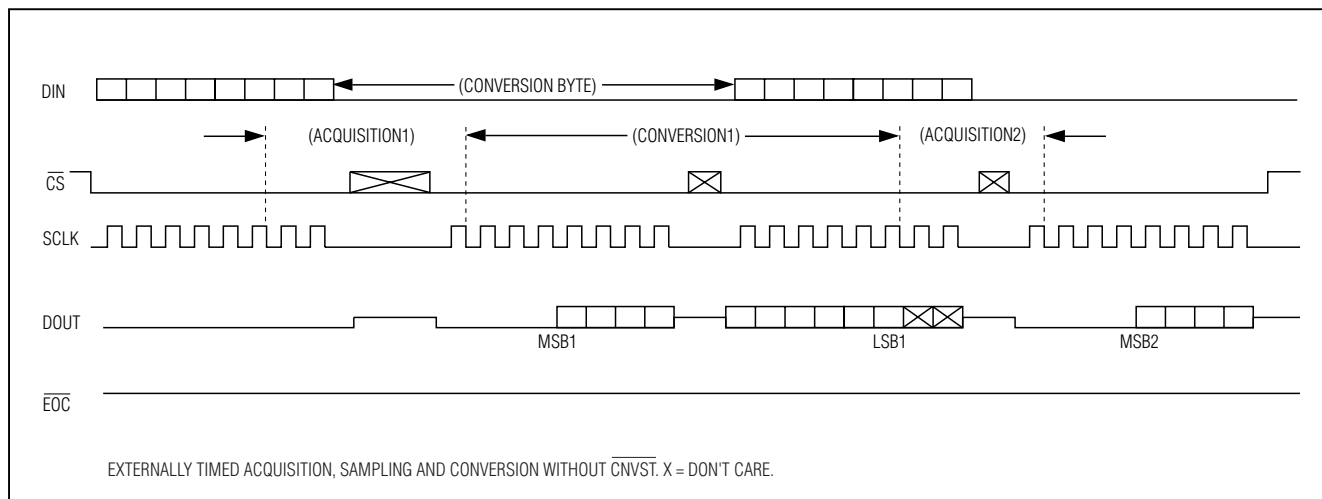 DIN
(CONVERSION BYTE)
(ACQUISITION1)
(CONVERSION1)
(ACQUISITION2)
CS
SCLK
DOUT
MSB1
LSB1
MSB2
EOC
EXTERNALLY TIMED ACQUISITION, SAMPLING AND CONVERSION WITHOUT CNVST. X = DON'T CARE.